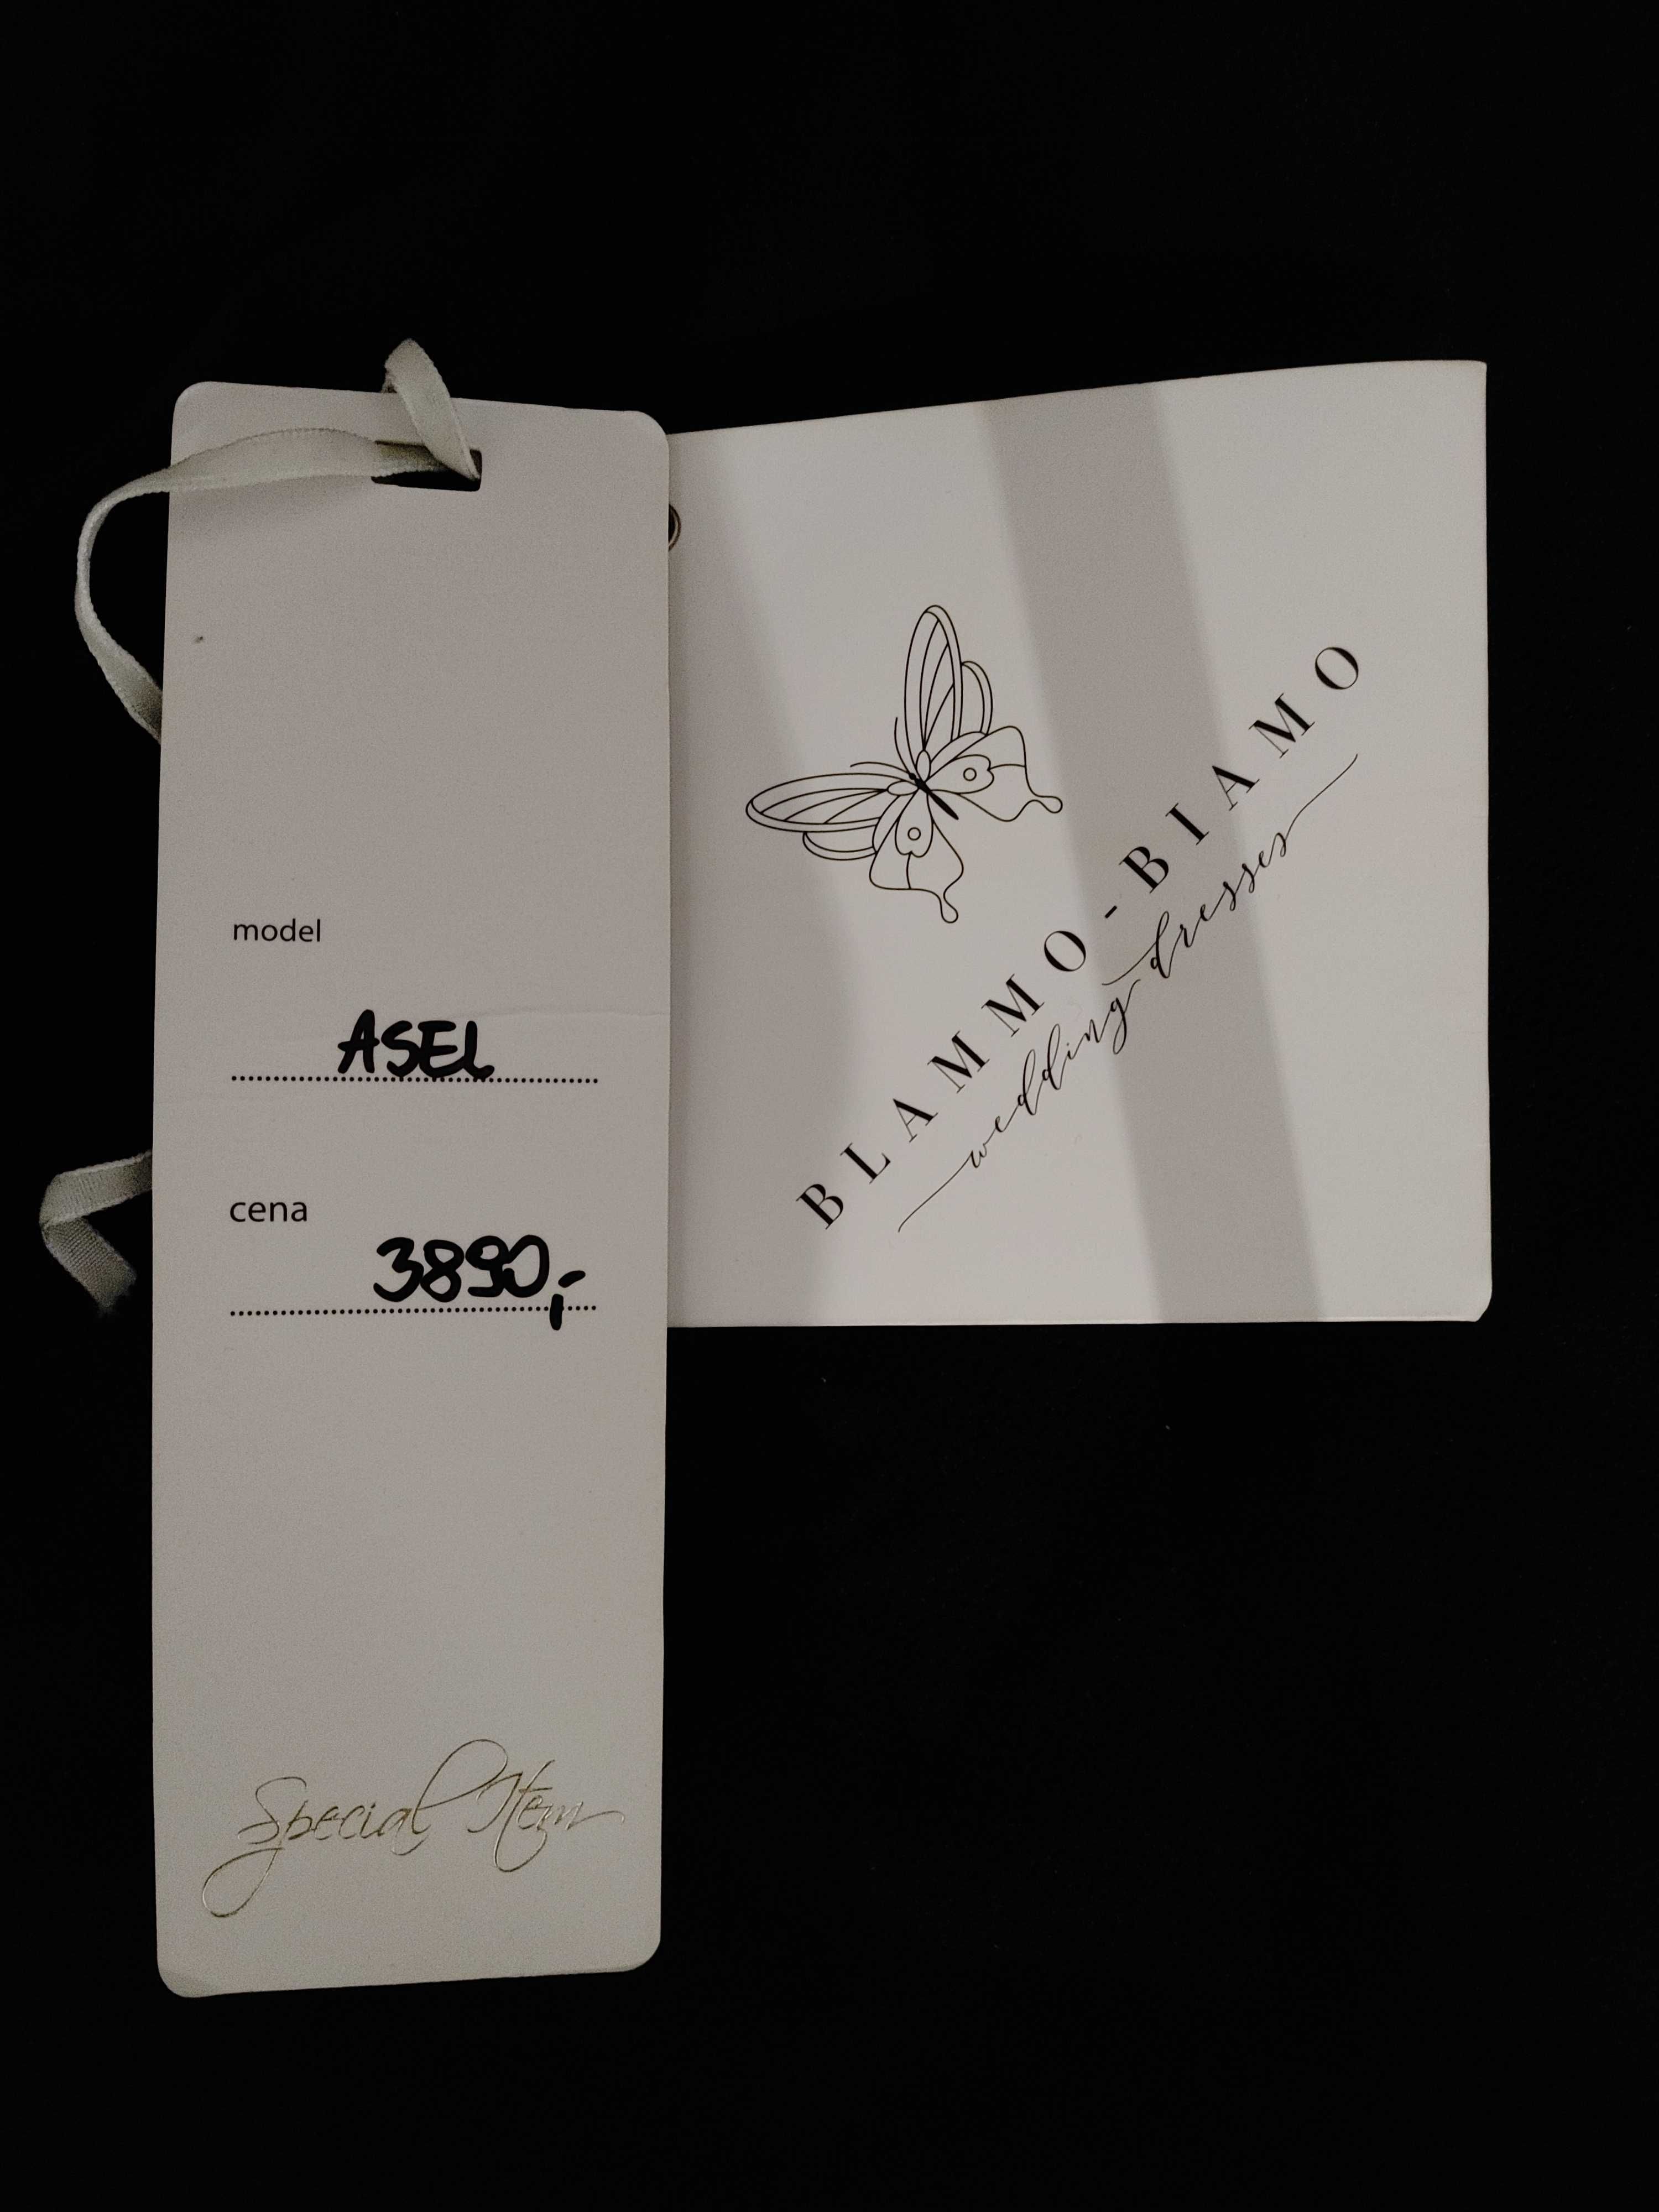 model
ASEL
cena
3890,-
Special Item
BLAMMO-BIAMO
wedding dresses